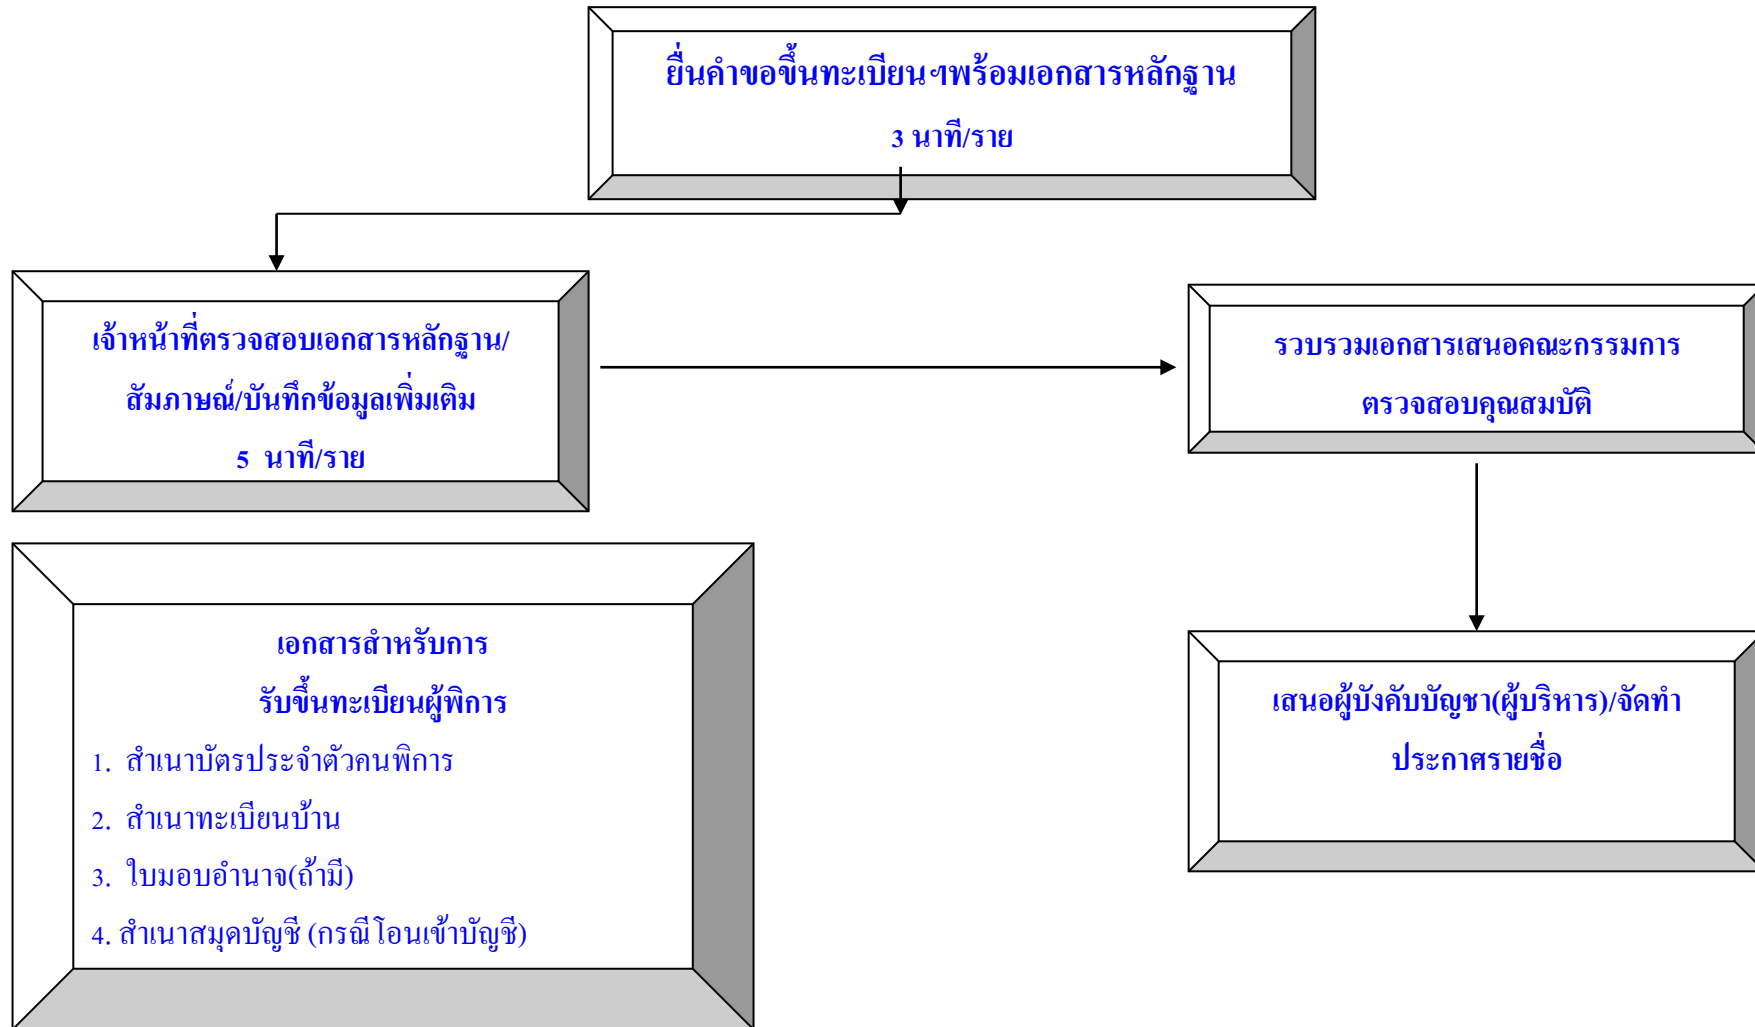 ยื่นคำขอขึ้นทะเบียนฯพร้อมเอกสารหลักฐาน
3 นาที/ราย
เจ้าหน้าที่ตรวจสอบเอกสารหลักฐาน/
สัมภาษณ์/บันทึกข้อมูลเพิ่มเติม
5 นาที/ราย
รวบรวมเอกสารเสนอคณะกรรมการ
ตรวจสอบคุณสมบัติ
เอกสารสำหรับการ
รับขึ้นทะเบียนผู้พิการ
1. สำเนาบัตรประจำตัวคนพิการ
2. สำเนาทะเบียนบ้าน
3. ใบมอบอำนาจ(ถ้ามี)
4. สำเนาสมุดบัญชี (กรณีโอนเข้าบัญชี)
เสนอผู้บังคับบัญชา(ผู้บริหาร)/จัดทำ
ประกาศรายชื่อ